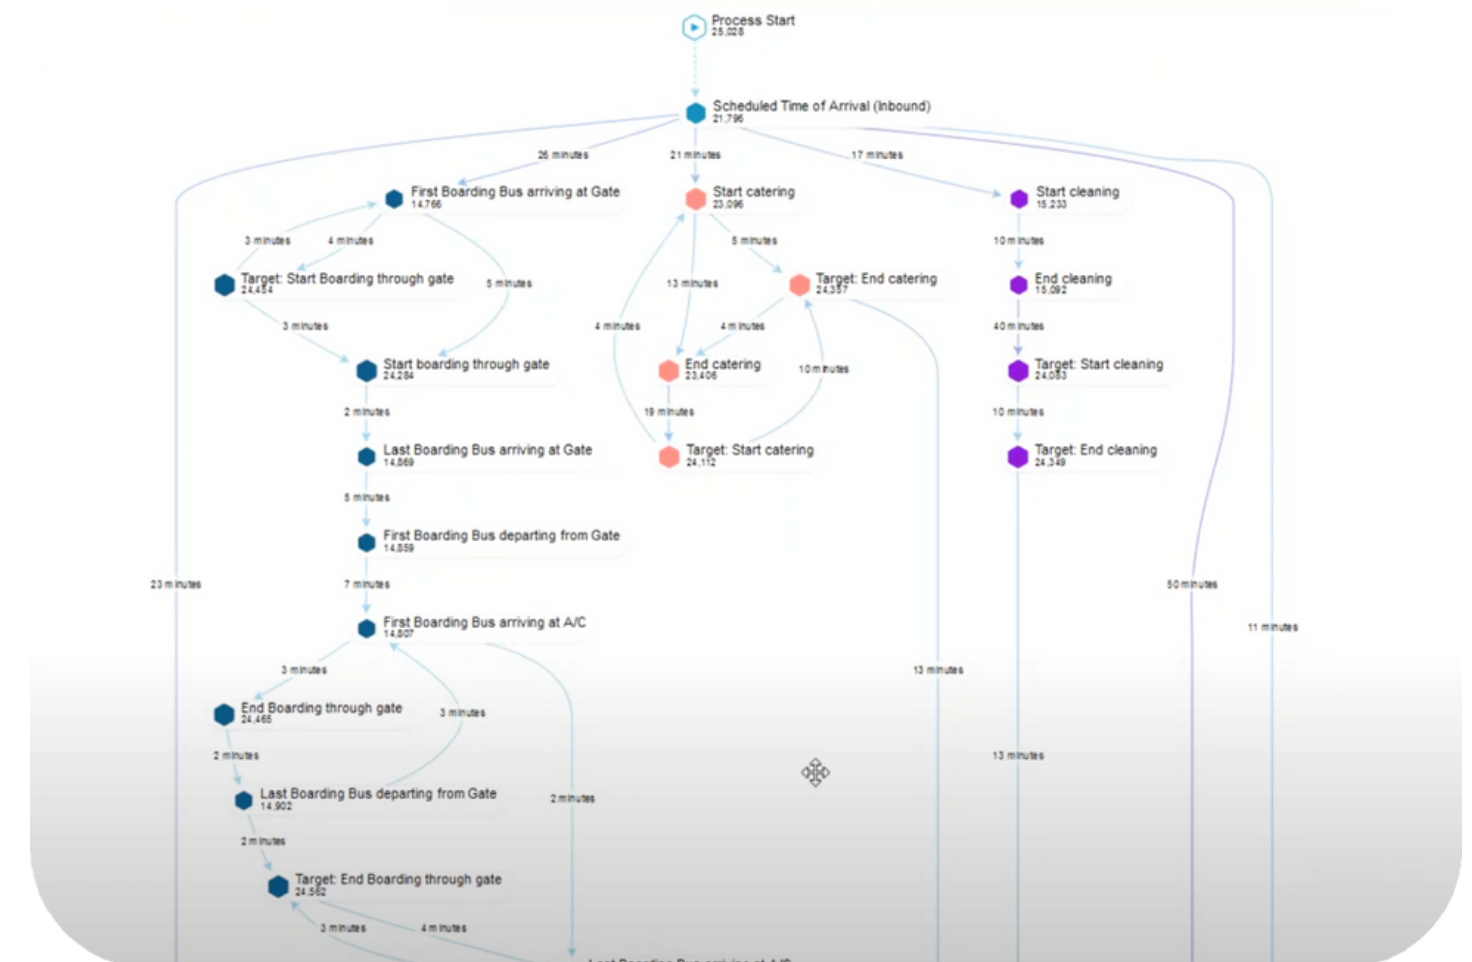 Process Start
25,028
Scheduled Time of Arrival (Inbound)
21,796
26 minutes
21 minutes
17 minutes
First Boarding Bus arriving at Gate
14,766
Start catering
23,096
Start cleaning
15,233
3 minutes
4 minutes
5 minutes
10 minutes
Target: Start Boarding through gate
24,454
5 minutes
13 minutes
Target: End catering
24,357
End cleaning
15,092
3 minutes
4 minutes
4 minutes
40 minutes
Start boarding through gate
24,284
End catering
23,406
10 minutes
Target: Start cleaning
24,083
2 minutes
19 minutes
10 minutes
Last Boarding Bus arriving at Gate
14,869
Target: Start catering
24,112
Target: End cleaning
24,349
5 minutes
First Boarding Bus departing from Gate
14,859
23 minutes
7 minutes
50 minutes
First Boarding Bus arriving at A/C
14,807
11 minutes
3 minutes
13 minutes
End Boarding through gate
24,465
3 minutes
2 minutes
13 minutes
Last Boarding Bus departing from Gate
14,902
2 minutes
2 minutes
Target: End Boarding through gate
24,562
3 minutes
4 minutes
Last Boarding Bus arriving at A/C